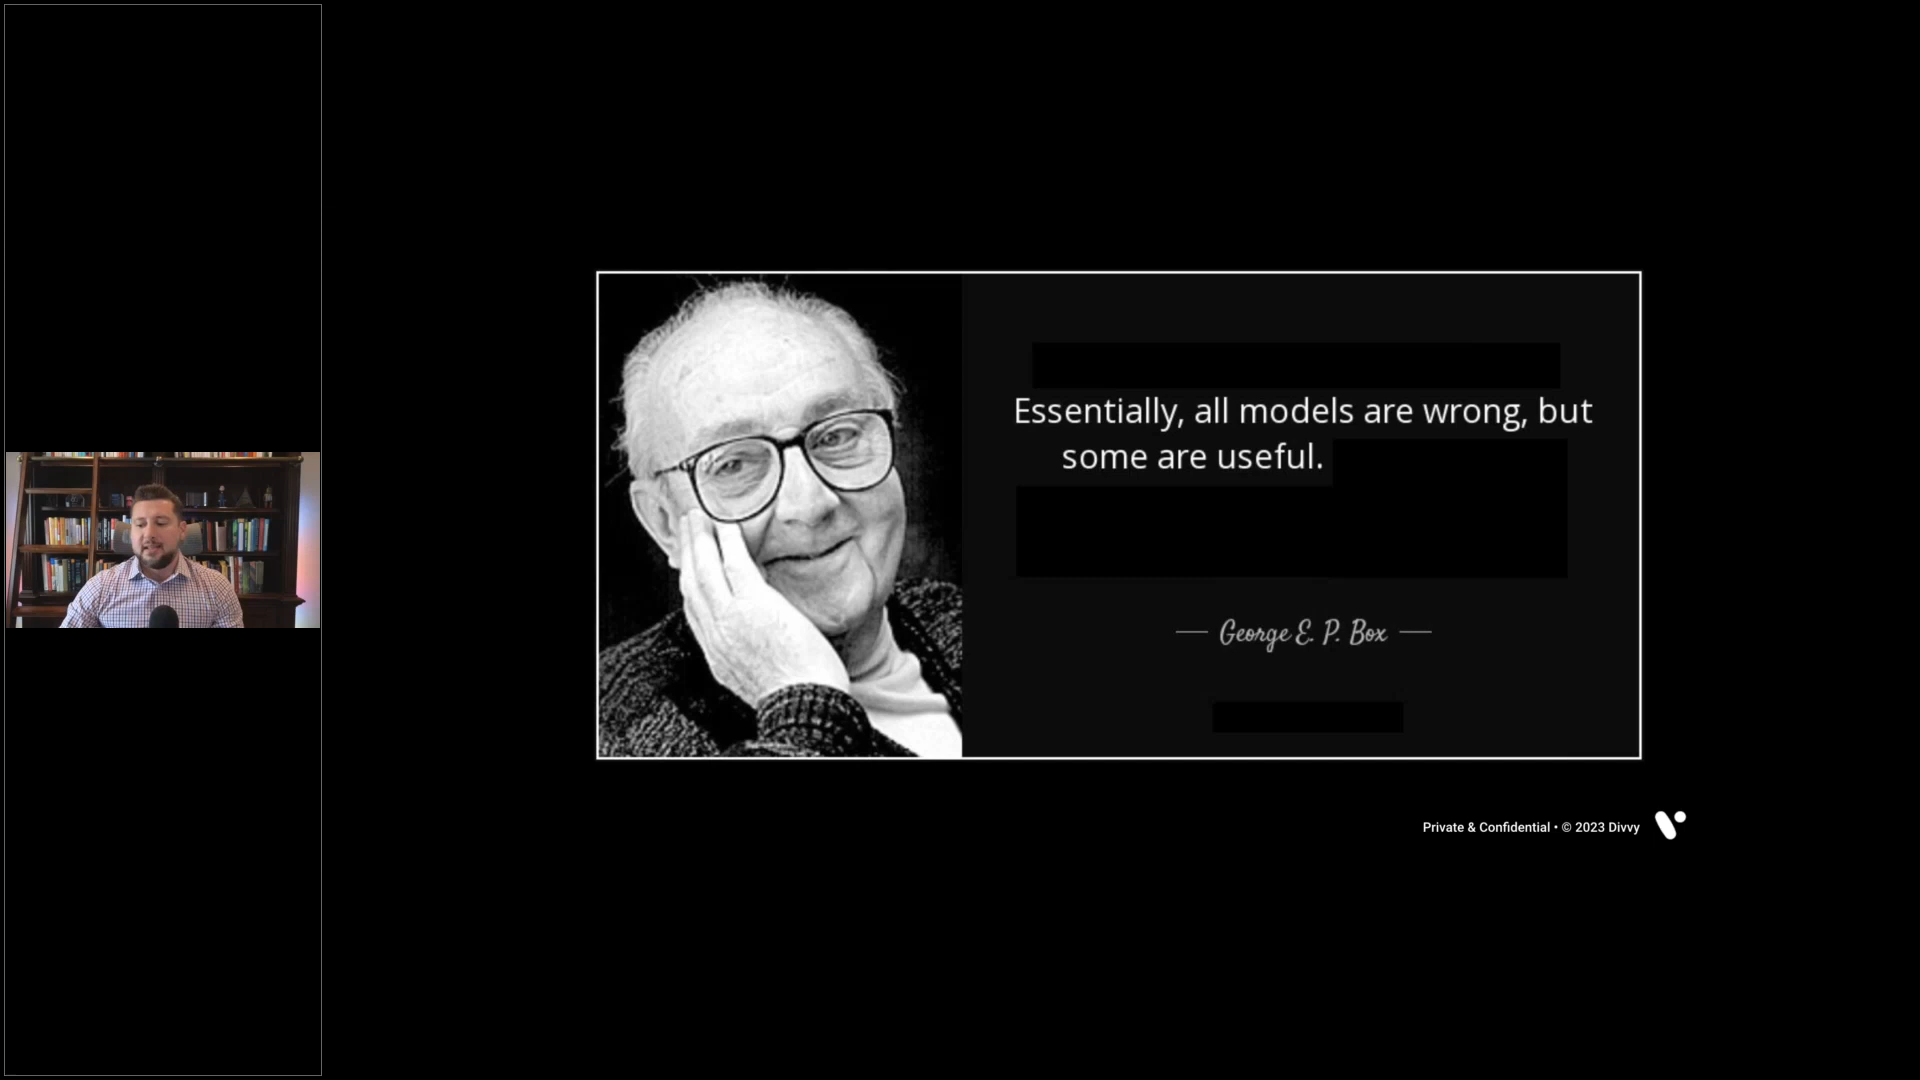 Essentially, all models are wrong, but
some are useful.
George E. P. Box
Private & Confidential • © 2023 Divvy